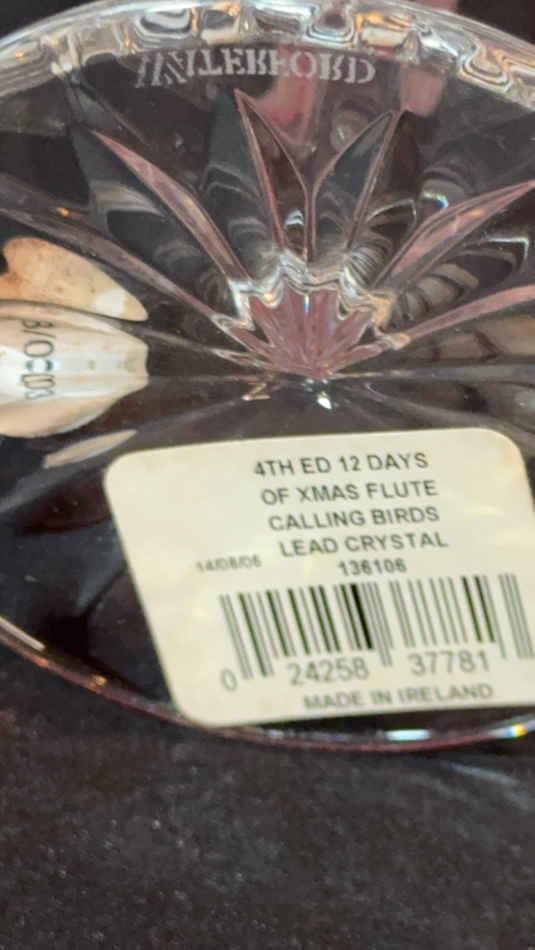 WATERFORD
4TH ED 12 DAYS
OF XMAS FLUTE
CALLING BIRDS
LEAD CRYSTAL
14/08/06 136106
0 24258 37781
MADE IN IRELAND